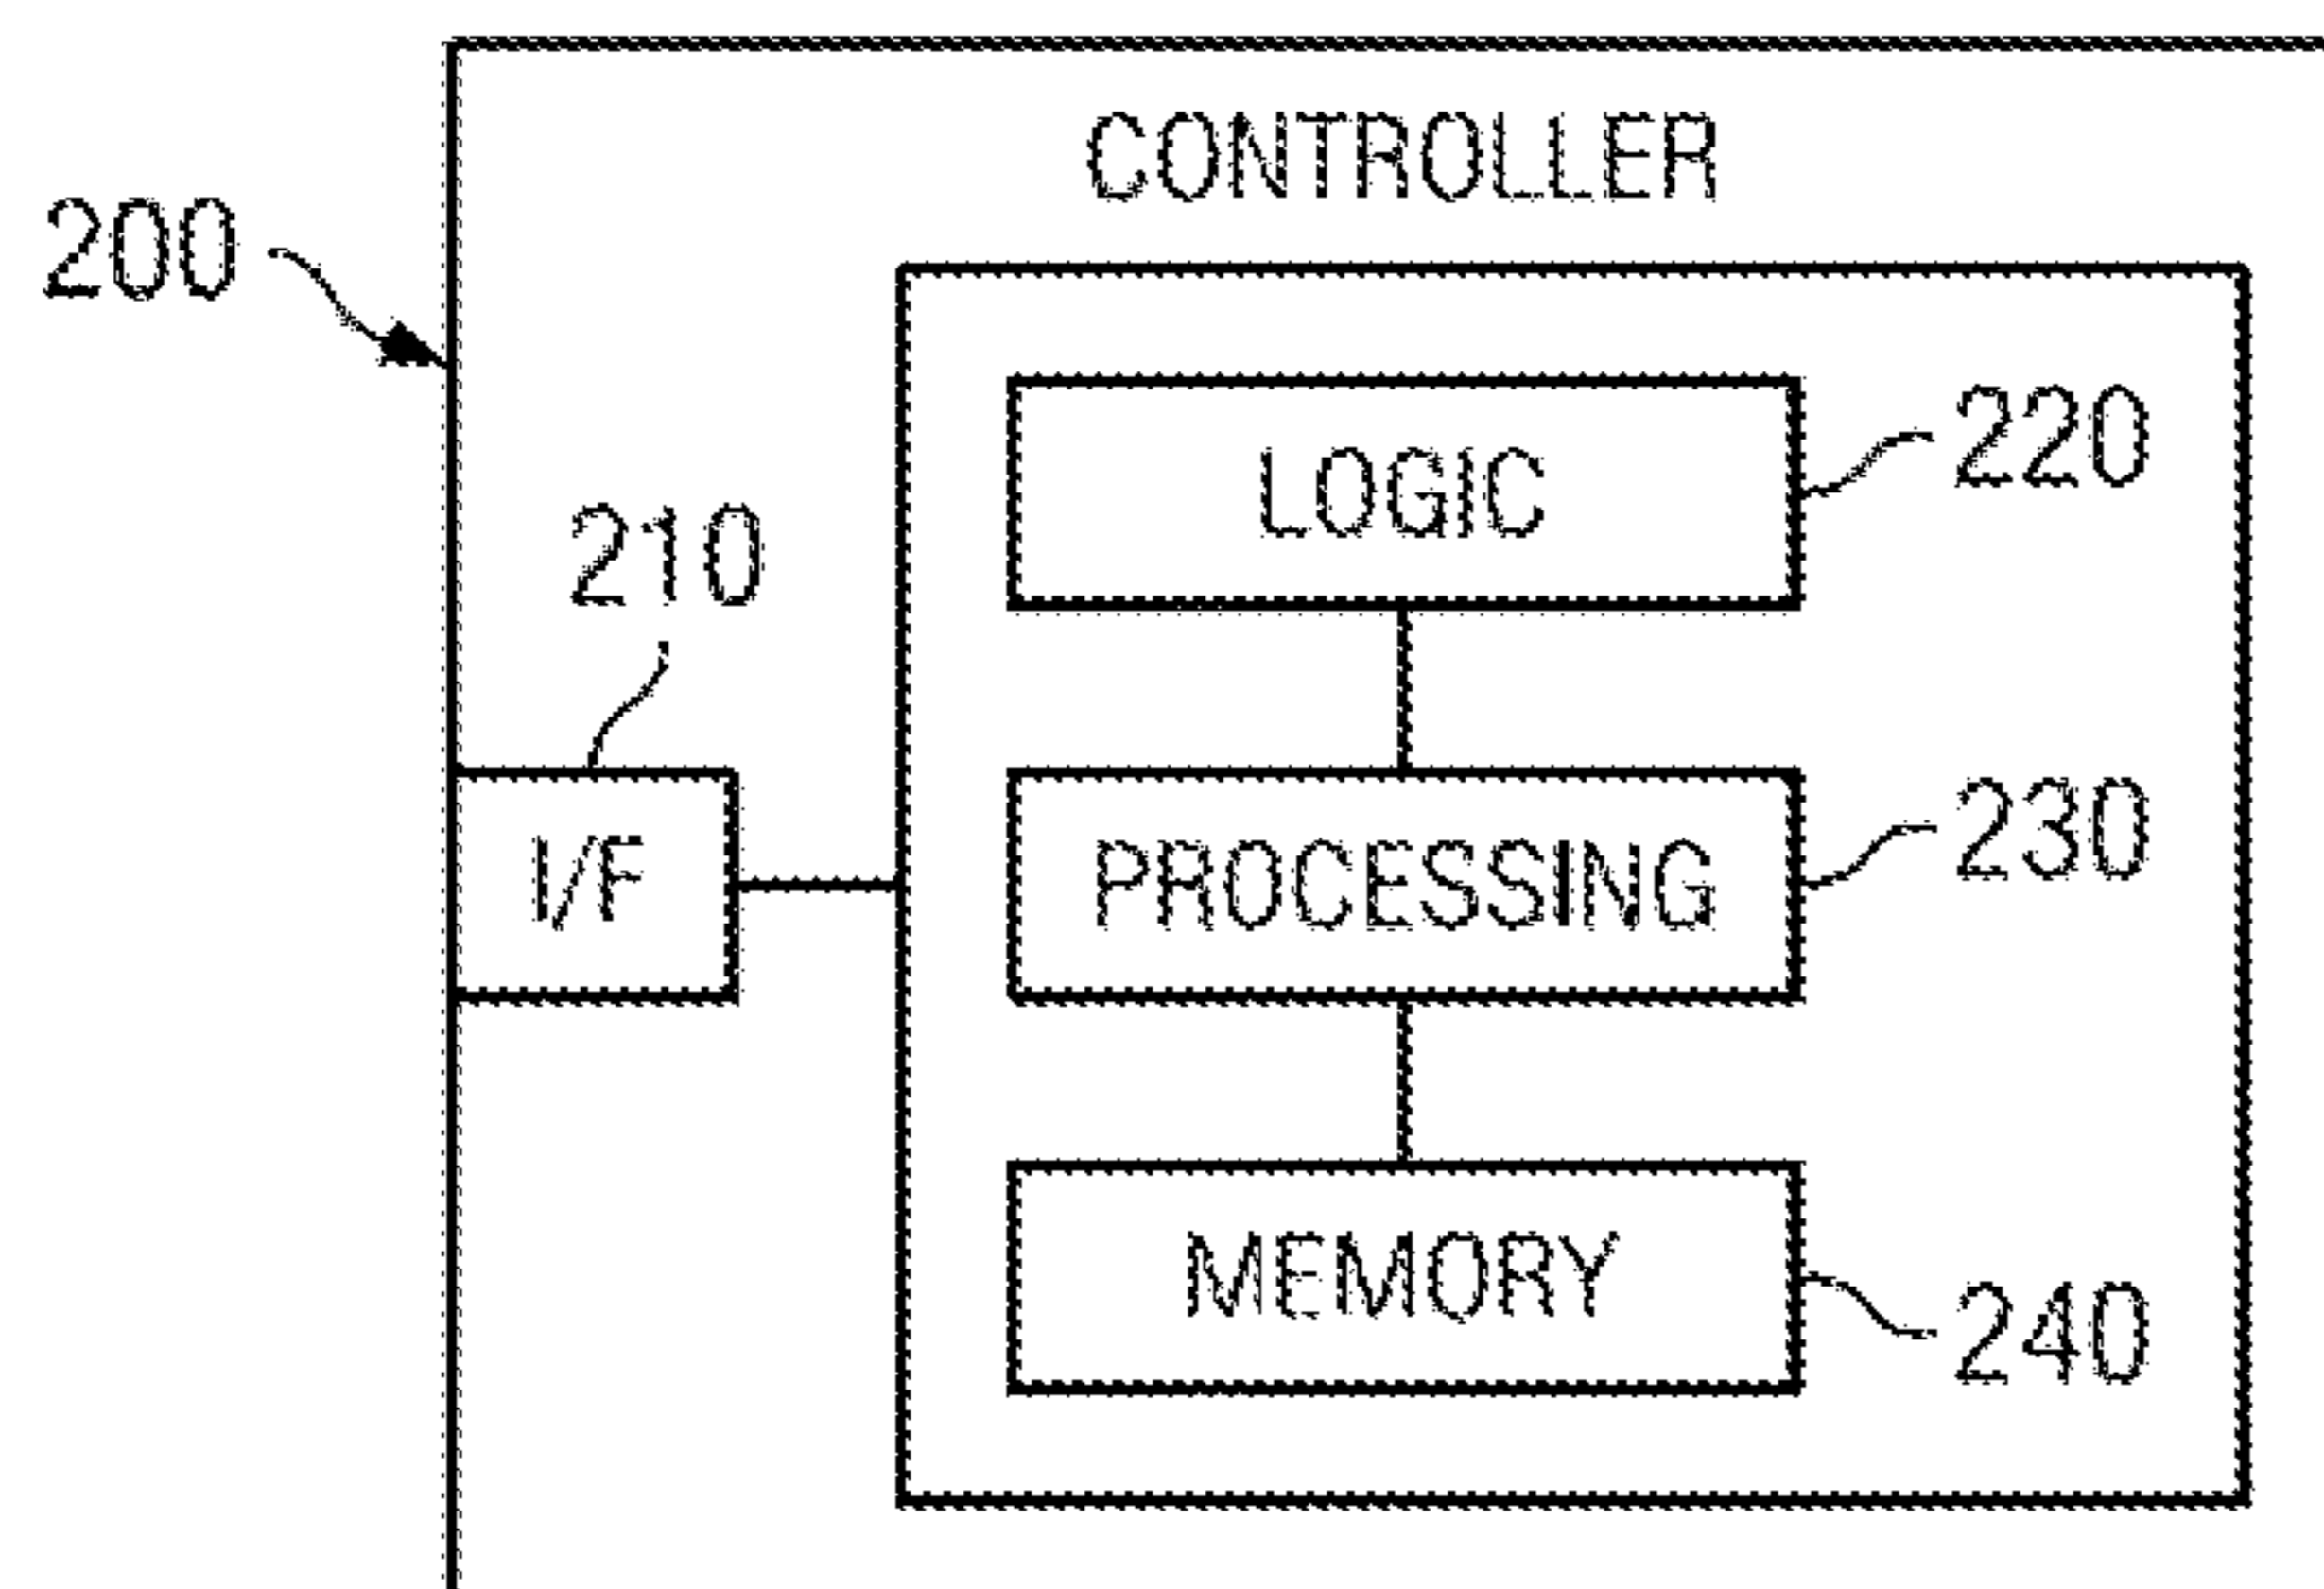 CONTROLLER
200
LOGIC
220
210
I/F
PROCESSING
230
MEMORY
240